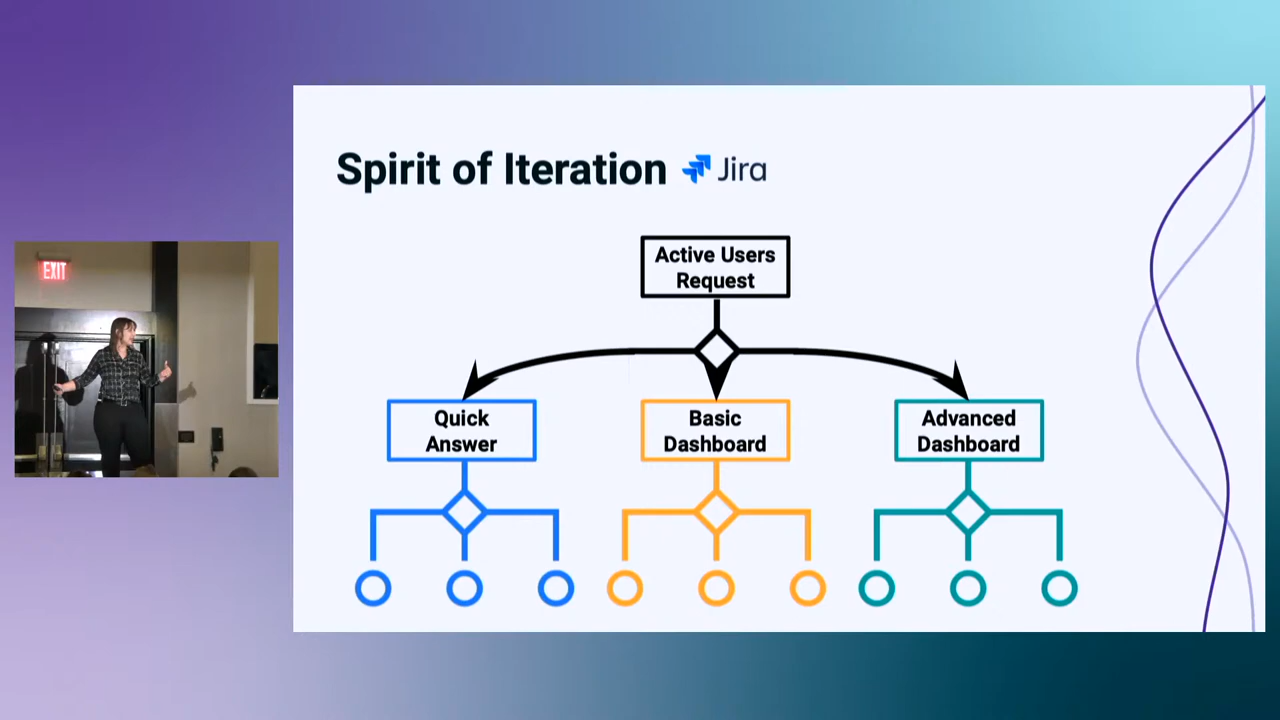 Spirit of Iteration Jira
Active Users
Request
Quick
Answer
Basic
Dashboard
Advanced
Dashboard
EXIT